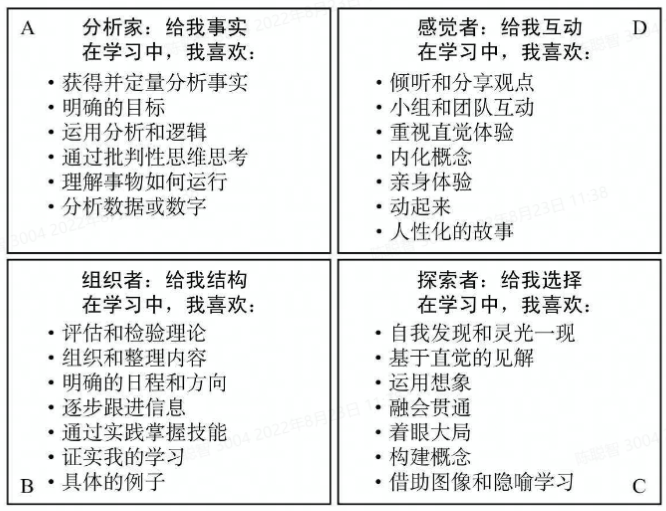 A
分析家：给我事实
在学习中，我喜欢：
・获得并定量分析事实
・明确的目标
・运用分析和逻辑
・通过批判性思维思考
・理解事物如何运行
・分析数据或数字
感觉者：给我互动
D
在学习中，我喜欢：
・倾听和分享观点
・小组和团队互动
・重视直觉体验
・内化概念
・亲身体验
・动起来
・人性化的故事
组织者：给我结构
在学习中，我喜欢：
・评估和检验理论
・组织和整理内容
・明确的日程和方向
・逐步跟进信息
・通过实践掌握技能
・证实我的学习
B
・具体的例子
探索者：给我选择
在学习中，我喜欢：
・自我发现和灵光一现
・基于直觉的见解
・运用想象
・融会贯通
・着眼大局
・构建概念
・借助图像和隐喻学习
C